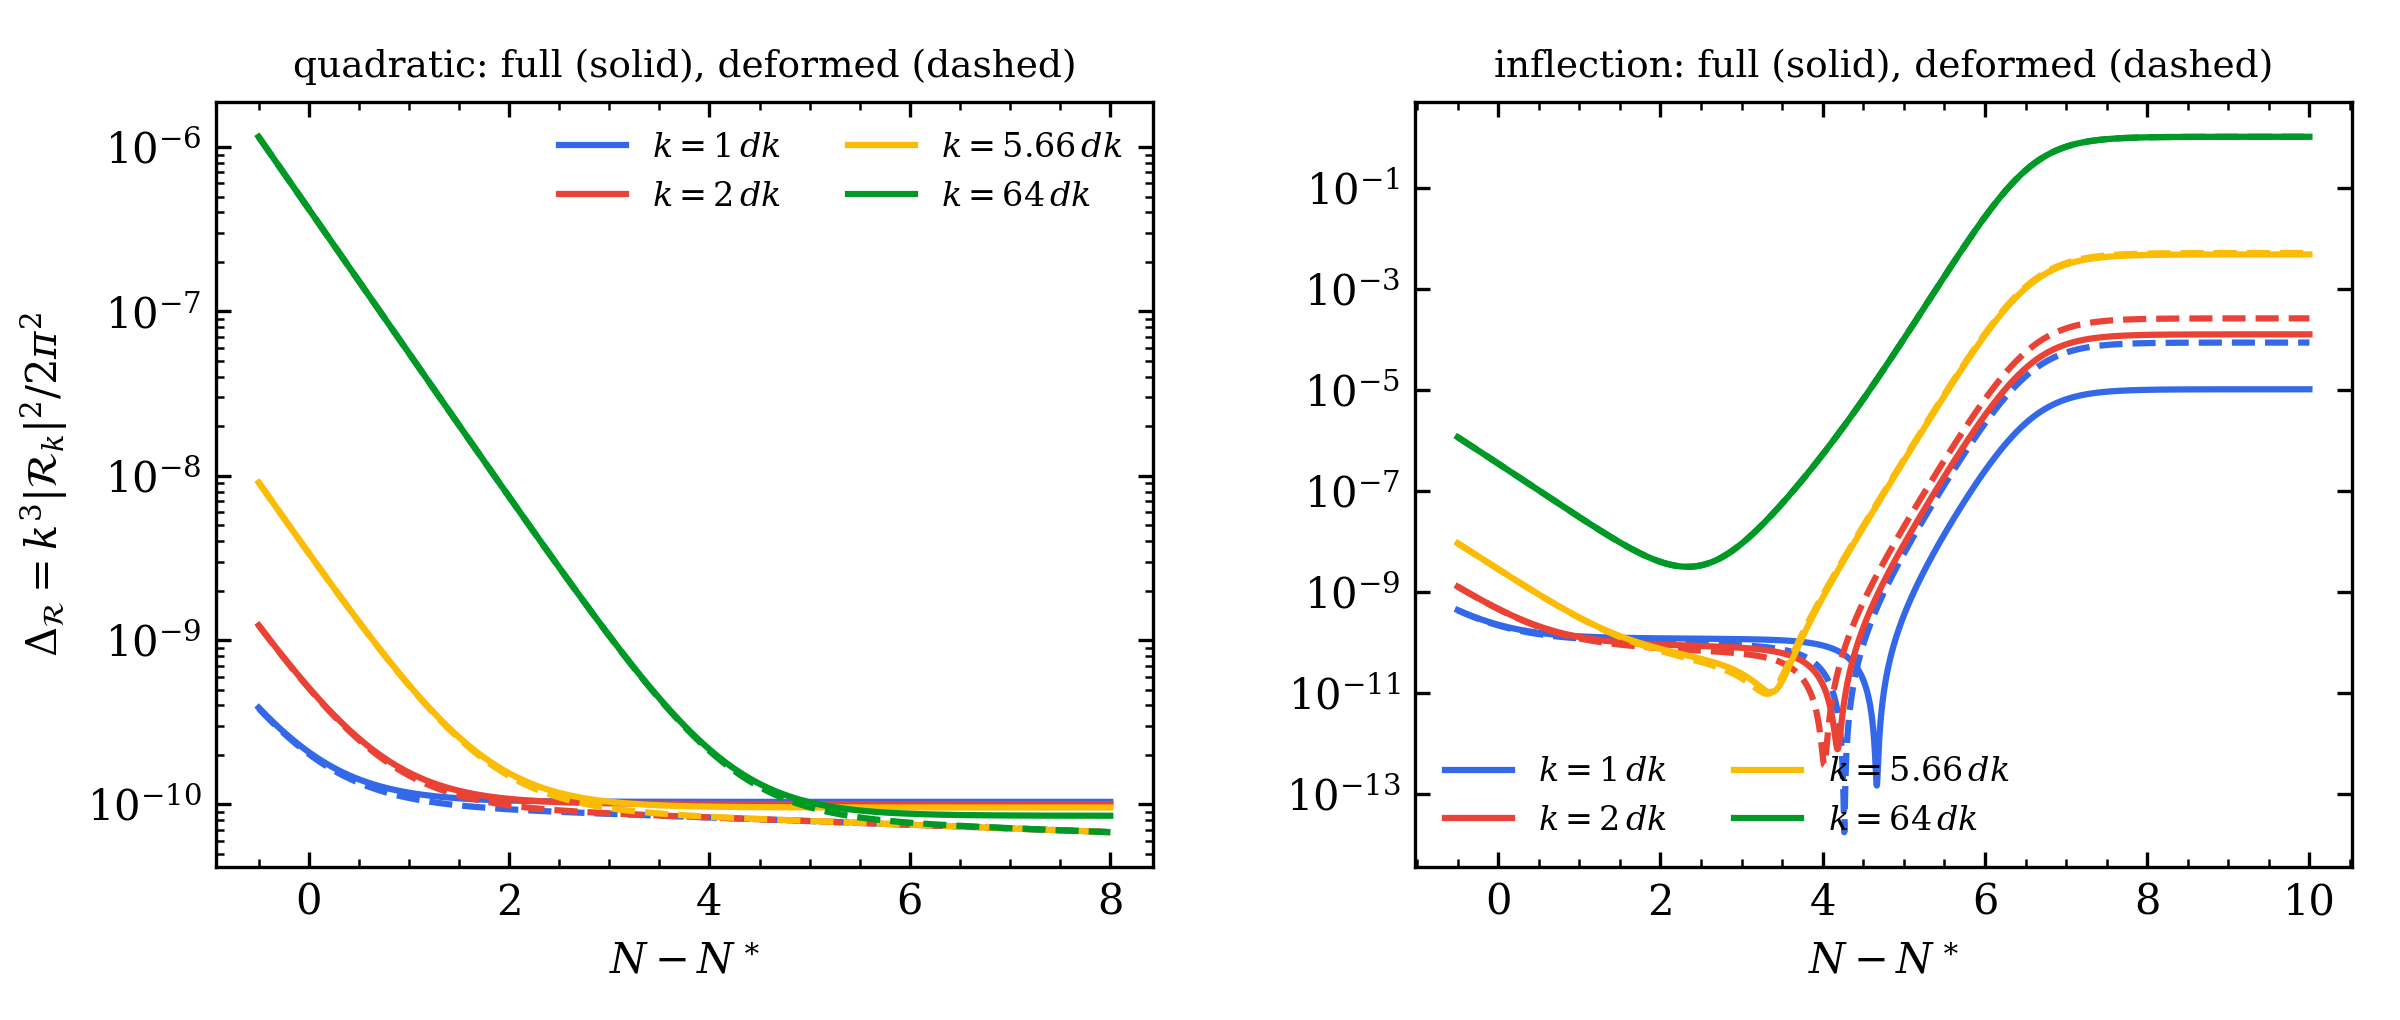 quadratic: full (solid), deformed (dashed)
Δ_ℛ = k³|ℛ_k|²/2π²
10⁻⁶
10⁻⁷
10⁻⁸
10⁻⁹
10⁻¹⁰
k = 1 dk
k = 2 dk
k = 5.66 dk
k = 64 dk
0 2 4 6 8
N − N*
inflection: full (solid), deformed (dashed)
10⁻¹
10⁻³
10⁻⁵
10⁻⁷
10⁻⁹
10⁻¹¹
10⁻¹³
k = 1 dk
k = 2 dk
k = 5.66 dk
k = 64 dk
0 2 4 6 8 10
N − N*